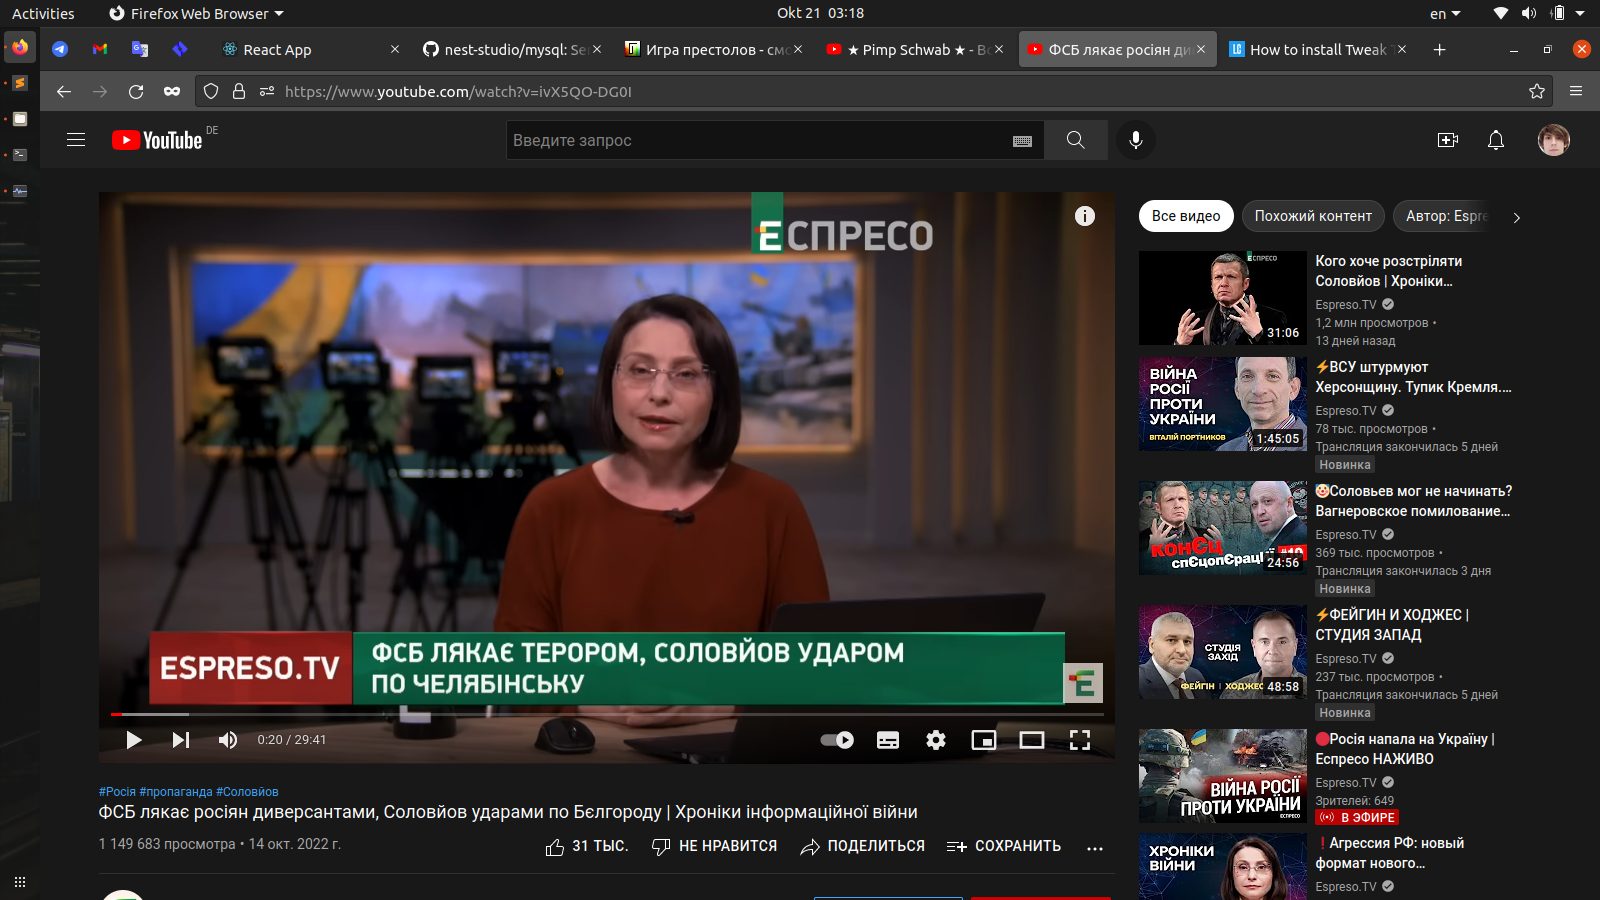 Activities
Firefox Web Browser
Okt 21 03:18
en
React App
nest-studio/mysql: Se
Игра престолов - смо
★ Pimp Schwab ★ - Вс
ФСБ лякає росіян ди
How to install Tweak T
https://www.youtube.com/watch?v=ivX5QO-DG0I
YouTube DE
Введите запрос
ЕСПРЕСО
ESPRESO.TV
ФСБ ЛЯКАЄ ТЕРОРОМ, СОЛОВЙОВ УДАРОМ
ПО ЧЕЛЯБІНСЬКУ
0:20 / 29:41
#Росія #пропаганда #Соловйов
ФСБ лякає росіян диверсантами, Соловйов ударами по Бєлгороду | Хроніки інформаційної війни
1 149 683 просмотра • 14 окт. 2022 г.
31 ТЫС.
НЕ НРАВИТСЯ
ПОДЕЛИТЬСЯ
СОХРАНИТЬ
Все видео
Похожий контент
Автор: Espre
ЕСПРЕСО
31:06
Кого хоче розстріляти
Соловйов | Хроніки...
Espreso.TV
1,2 млн просмотров •
13 дней назад
ВІЙНА
РОСІЇ
ПРОТИ
УКРАЇНИ
ВІТАЛІЙ ПОРТНИКОВ
1:45:05
⚡ВСУ штурмуют
Херсонщину. Тупик Кремля....
Espreso.TV
78 тыс. просмотров •
Трансляция закончилась 5 дней
Новинка
КОНЄЦ
СПЄЦОПЄРАЦІЇ
#19
24:56
🤡Соловьев мог не начинать?
Вагнеровское помилование...
Espreso.TV
369 тыс. просмотров •
Трансляция закончилась 3 дня
Новинка
СТУДІЯ
ЗАХІД
ФЕЙГІН | ХОДЖЕС
48:58
⚡ФЕЙГИН И ХОДЖЕС |
СТУДИЯ ЗАПАД
Espreso.TV
237 тыс. просмотров •
Трансляция закончилась 5 дней
Новинка
ВІЙНА РОСІЇ
ПРОТИ УКРАЇНИ
ЕСПРЕСО
🔴Росія напала на Україну |
Еспресо НАЖИВО
Espreso.TV
Зрителей: 649
В ЭФИРЕ
ХРОНІКИ
ВІЙНИ
❗Агрессия РФ: новый
формат нового...
Espreso.TV